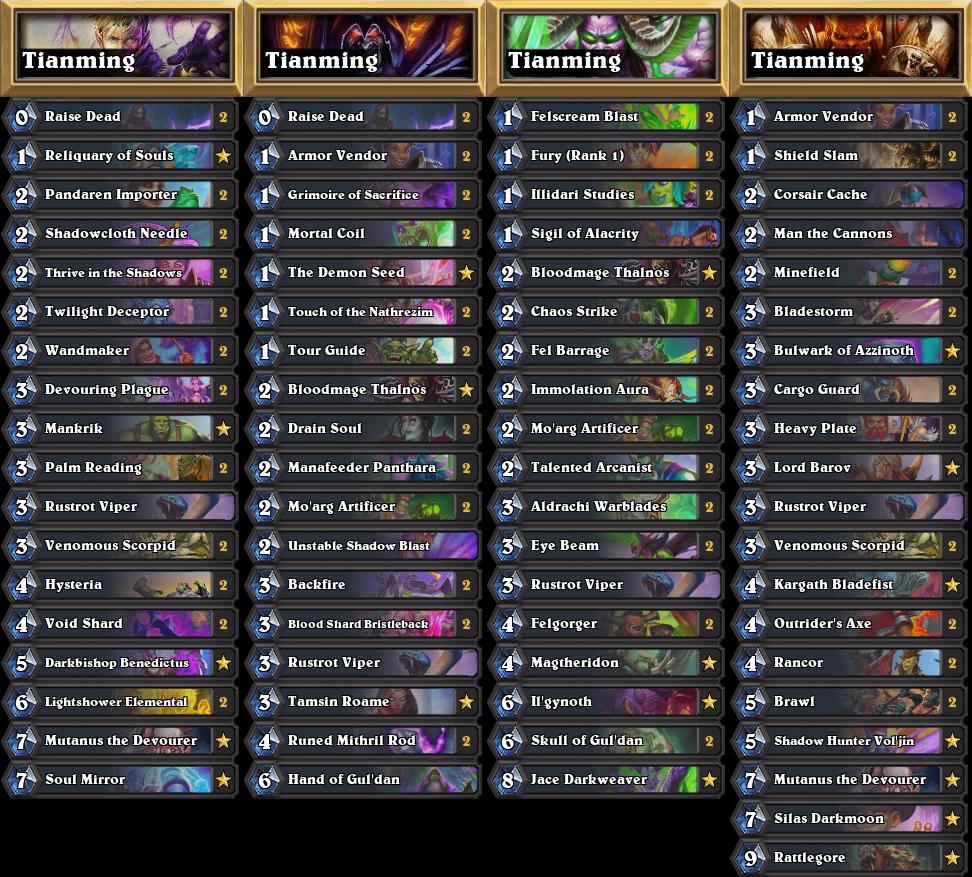 Tianming
0 Raise Dead 2
1 Reliquary of Souls
2 Pandaren Importer 2
2 Shadowcloth Needle 2
2 Thrive in the Shadows 2
2 Twilight Deceptor 2
2 Wandmaker 2
3 Devouring Plague 2
3 Mankrik
3 Palm Reading 2
3 Rustrot Viper
3 Venomous Scorpid 2
4 Hysteria 2
4 Void Shard 2
5 Darkbishop Benedictus
6 Lightshower Elemental 2
7 Mutanus the Devourer
7 Soul Mirror
Tianming
0 Raise Dead 2
1 Armor Vendor 2
1 Grimoire of Sacrifice 2
1 Mortal Coil 2
1 The Demon Seed
1 Touch of the Nathrezim 2
1 Tour Guide 2
2 Bloodmage Thalnos
2 Drain Soul 2
2 Manafeeder Panthara 2
2 Mo'arg Artificer 2
2 Unstable Shadow Blast
3 Backfire 2
3 Blood Shard Bristleback 2
3 Rustrot Viper
3 Tamsin Roame
4 Runed Mithril Rod 2
6 Hand of Gul'dan 2
Tianming
1 Felscream Blast 2
1 Fury (Rank 1) 2
1 Illidari Studies 2
1 Sigil of Alacrity
2 Bloodmage Thalnos
2 Chaos Strike 2
2 Fel Barrage 2
2 Immolation Aura 2
2 Mo'arg Artificer 2
2 Talented Arcanist 2
3 Aldrachi Warblades 2
3 Eye Beam 2
3 Rustrot Viper
4 Felgorger 2
4 Magtheridon
6 Il'gynoth
6 Skull of Gul'dan 2
8 Jace Darkweaver
Tianming
1 Armor Vendor 2
1 Shield Slam 2
2 Corsair Cache
2 Man the Cannons
2 Minefield 2
3 Bladestorm 2
3 Bulwark of Azzinoth
3 Cargo Guard 2
3 Heavy Plate 2
3 Lord Barov
3 Rustrot Viper
3 Venomous Scorpid 2
4 Kargath Bladefist
4 Outrider's Axe 2
4 Rancor 2
5 Brawl 2
5 Shadow Hunter Vol'jin
7 Mutanus the Devourer
7 Silas Darkmoon
9 Rattlegore